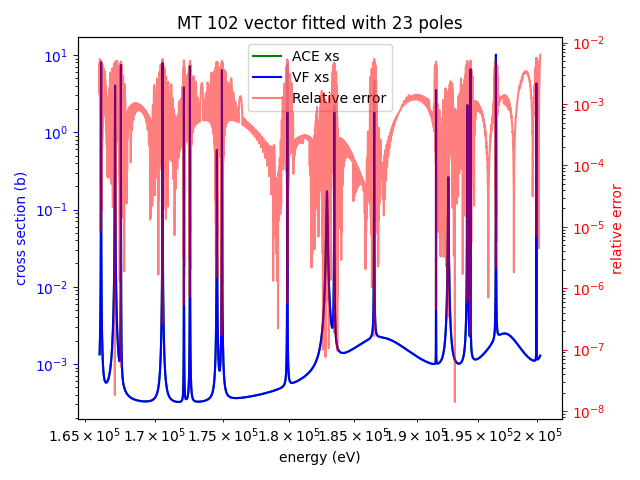 MT 102 vector fitted with 23 poles
ACE xs
VF xs
Relative error
cross section (b)
10¹
10⁰
10⁻¹
10⁻²
10⁻³
relative error
10⁻²
10⁻³
10⁻⁴
10⁻⁵
10⁻⁶
10⁻⁷
10⁻⁸
1.65 × 10⁵ 1.7 × 10⁵ 1.75 × 10⁵ 1.8 × 10⁵ 1.85 × 10⁵ 1.9 × 10⁵ 1.95 × 10⁵ 2 × 10⁵
energy (eV)